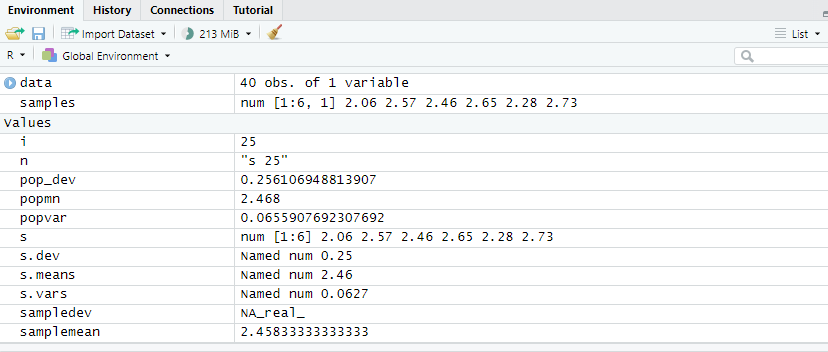 Environment History Connections Tutorial
Import Dataset 213 MiB List
R Global Environment
data 40 obs. of 1 variable
samples num [1:6, 1] 2.06 2.57 2.46 2.65 2.28 2.73
Values
i 25
n "s 25"
pop_dev 0.256106948813907
popmn 2.468
popvar 0.0655907692307692
s num [1:6] 2.06 2.57 2.46 2.65 2.28 2.73
s.dev Named num 0.25
s.means Named num 2.46
s.vars Named num 0.0627
sampledev NA_real_
samplemean 2.45833333333333